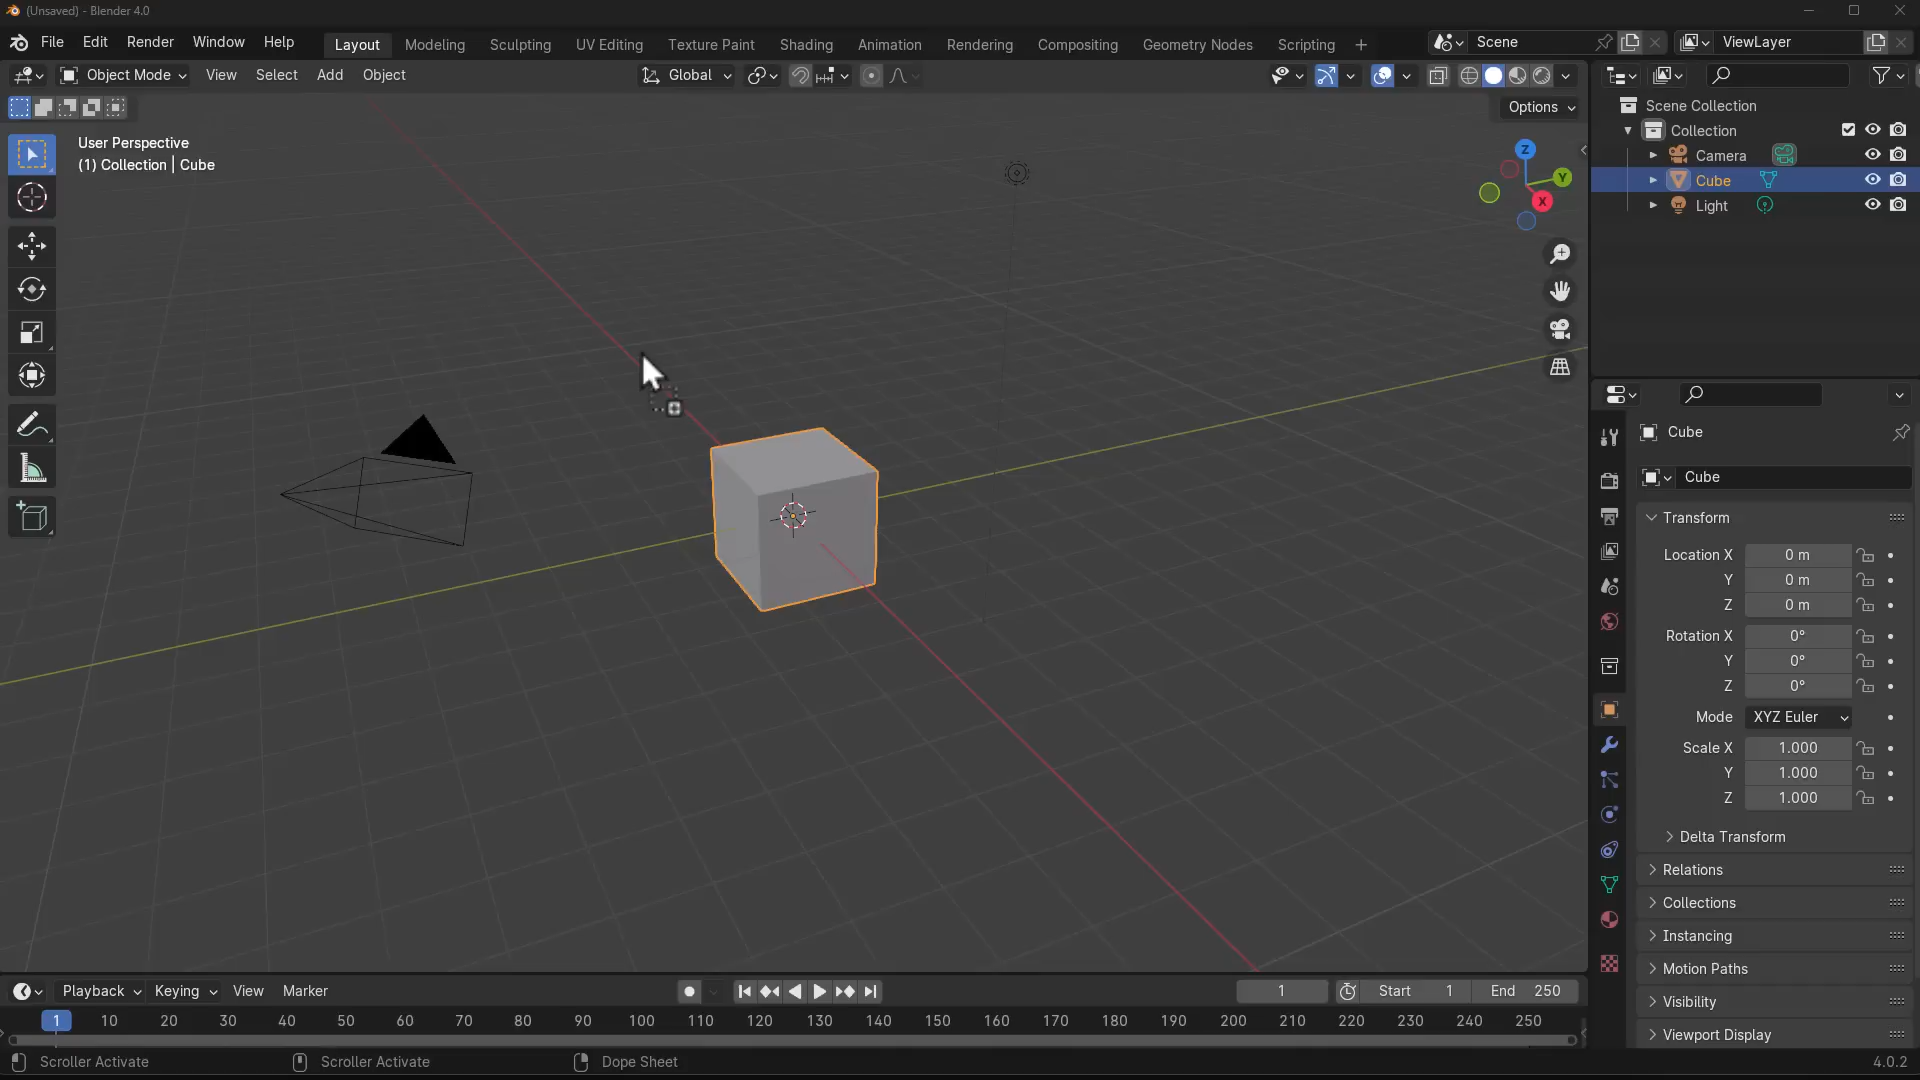 (Unsaved) - Blender 4.0
File Edit Render Window Help Layout Modeling Sculpting UV Editing Texture Paint Shading Animation Rendering Compositing Geometry Nodes Scripting + Scene ViewLayer
Object Mode View Select Add Object Global
Options
User Perspective
(1) Collection | Cube
Z
Y
X
Scene Collection
Collection
Camera
Cube
Light
Cube
Cube
Transform
Location X 0 m
Y 0 m
Z 0 m
Rotation X 0°
Y 0°
Z 0°
Mode XYZ Euler
Scale X 1.000
Y 1.000
Z 1.000
Delta Transform
Relations
Collections
Instancing
Motion Paths
Visibility
Viewport Display
Playback Keying View Marker 1 Start 1 End 250
1 10 20 30 40 50 60 70 80 90 100 110 120 130 140 150 160 170 180 190 200 210 220 230 240 250
Scroller Activate Scroller Activate Dope Sheet 4.0.2